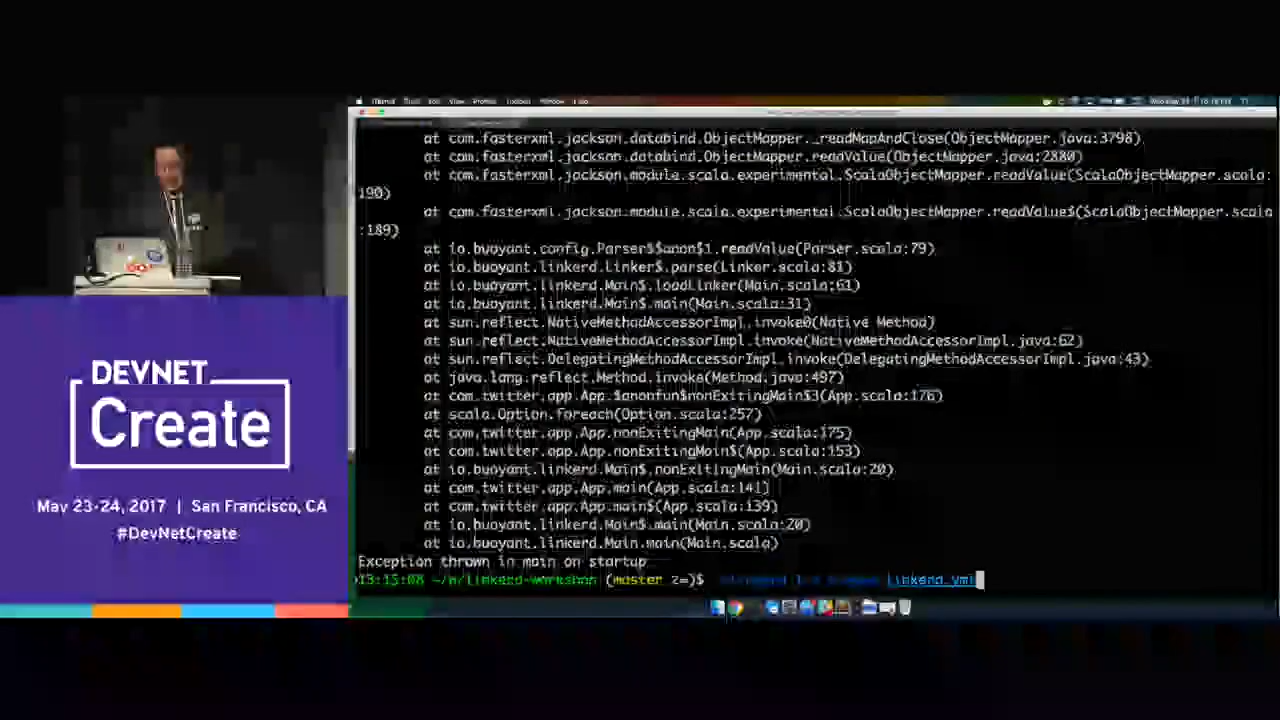 at com.fasterxml.jackson.databind.ObjectMapper._readMapAndClose(ObjectMapper.java:3798)
at com.fasterxml.jackson.databind.ObjectMapper.readValue(ObjectMapper.java:2880)
at com.fasterxml.jackson.module.scala.experimental.ScalaObjectMapper.readValue(ScalaObjectMapper.scala:
190)
at com.fasterxml.jackson.module.scala.experimental.ScalaObjectMapper.readValue$(ScalaObjectMapper.scala
:189)
at io.buoyant.config.Parser$$anon$1.readValue(Parser.scala:79)
at io.buoyant.linkerd.Linker$.parse(Linker.scala:81)
at io.buoyant.linkerd.Main$.loadLinker(Main.scala:61)
at io.buoyant.linkerd.Main$.main(Main.scala:31)
at sun.reflect.NativeMethodAccessorImpl.invoke0(Native Method)
at sun.reflect.NativeMethodAccessorImpl.invoke(NativeMethodAccessorImpl.java:62)
at sun.reflect.DelegatingMethodAccessorImpl.invoke(DelegatingMethodAccessorImpl.java:43)
at java.lang.reflect.Method.invoke(Method.java:497)
at com.twitter.app.App.$anonfun$nonExitingMain$3(App.scala:176)
at scala.Option.foreach(Option.scala:257)
at com.twitter.app.App.nonExitingMain(App.scala:175)
at com.twitter.app.App.nonExitingMain$(App.scala:153)
at io.buoyant.linkerd.Main$.nonExitingMain(Main.scala:20)
at com.twitter.app.App.main(App.scala:141)
at com.twitter.app.App.main$(App.scala:139)
at io.buoyant.linkerd.Main$.main(Main.scala:20)
at io.buoyant.linkerd.Main.main(Main.scala)
Exception thrown in main on startup
13:15:08 ~/w/linkerd-workshop (master z=)$ linkerd.yml
DEVNET
Create
May 23-24, 2017 | San Francisco, CA
#DevNetCreate